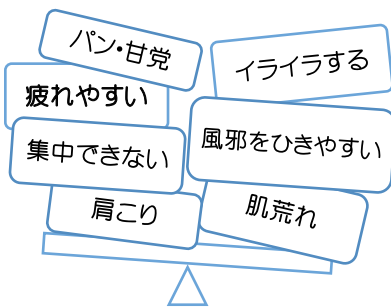 パン・甘党
イライラする
疲れやすい
風邪をひきやすい
集中できない
肩こり
肌荒れ